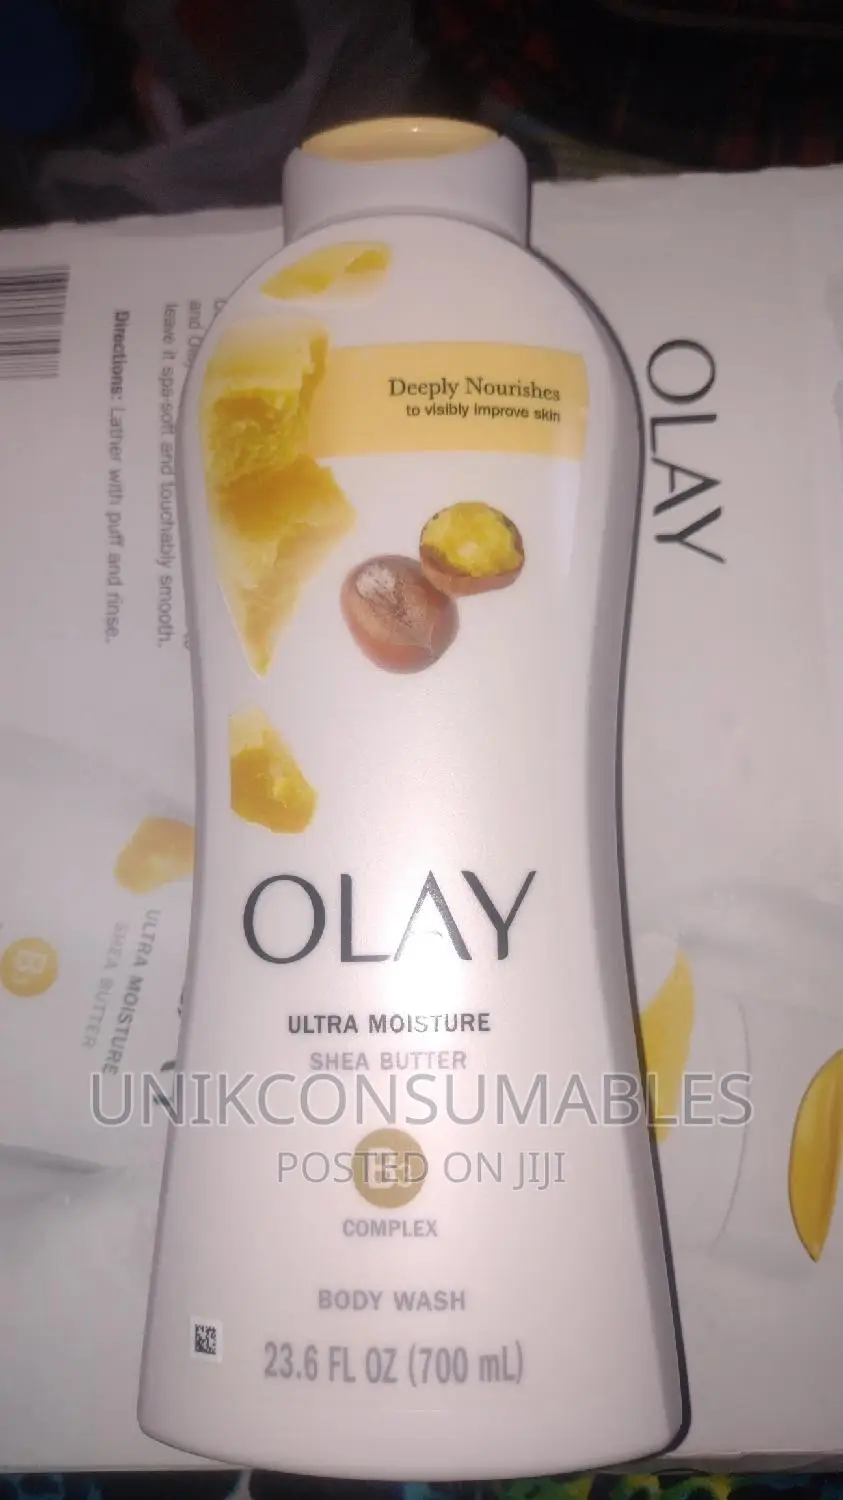 Deeply Nourishes
to visibly improve skin
OLAY
ULTRA MOISTURE
SHEA BUTTER
B3
COMPLEX
BODY WASH
23.6 FL OZ (700 mL)
OLAY
leave it spa-soft and touchably smooth.
Directions: Lather with puff and rinse.
ULTRA MOISTURE
SHEA BUTTER
UNIKCONSUMABLES
POSTED ON JIJI